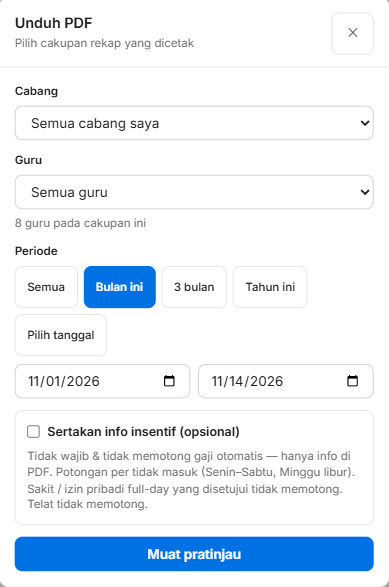 Unduh PDF
Pilih cakupan rekap yang dicetak
Cabang
Semua cabang saya
Guru
Semua guru
8 guru pada cakupan ini
Periode
Semua
Bulan ini
3 bulan
Tahun ini
Pilih tanggal
11/01/2026
11/14/2026
Sertakan info insentif (opsional)
Tidak wajib & tidak memotong gaji otomatis — hanya info di
PDF. Potongan per tidak masuk (Senin–Sabtu, Minggu libur).
Sakit / izin pribadi full-day yang disetujui tidak memotong.
Telat tidak memotong.
Muat pratinjau